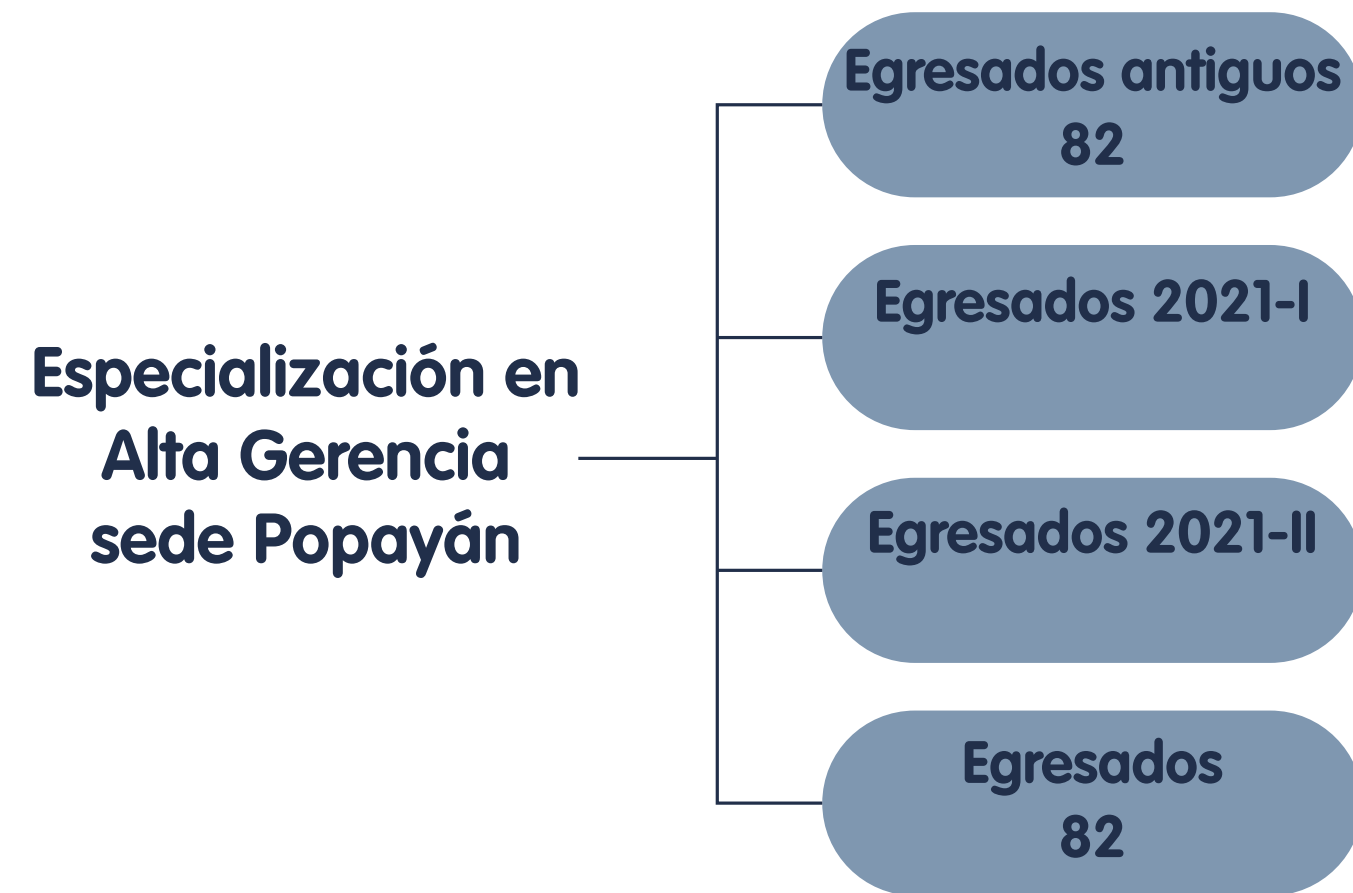 Especialización en
Alta Gerencia
sede Popayán
Egresados antiguos
82
Egresados 2021-I
Egresados 2021-II
Egresados
82